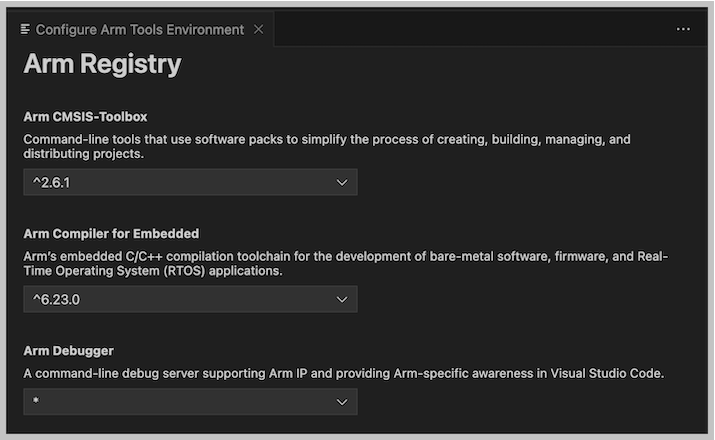 Configure Arm Tools Environment
Arm Registry
Arm CMSIS-Toolbox
Command-line tools that use software packs to simplify the process of creating, building, managing, and
distributing projects.
^2.6.1
Arm Compiler for Embedded
Arm's embedded C/C++ compilation toolchain for the development of bare-metal software, firmware, and Real-
Time Operating System (RTOS) applications.
^6.23.0
Arm Debugger
A command-line debug server supporting Arm IP and providing Arm-specific awareness in Visual Studio Code.
*